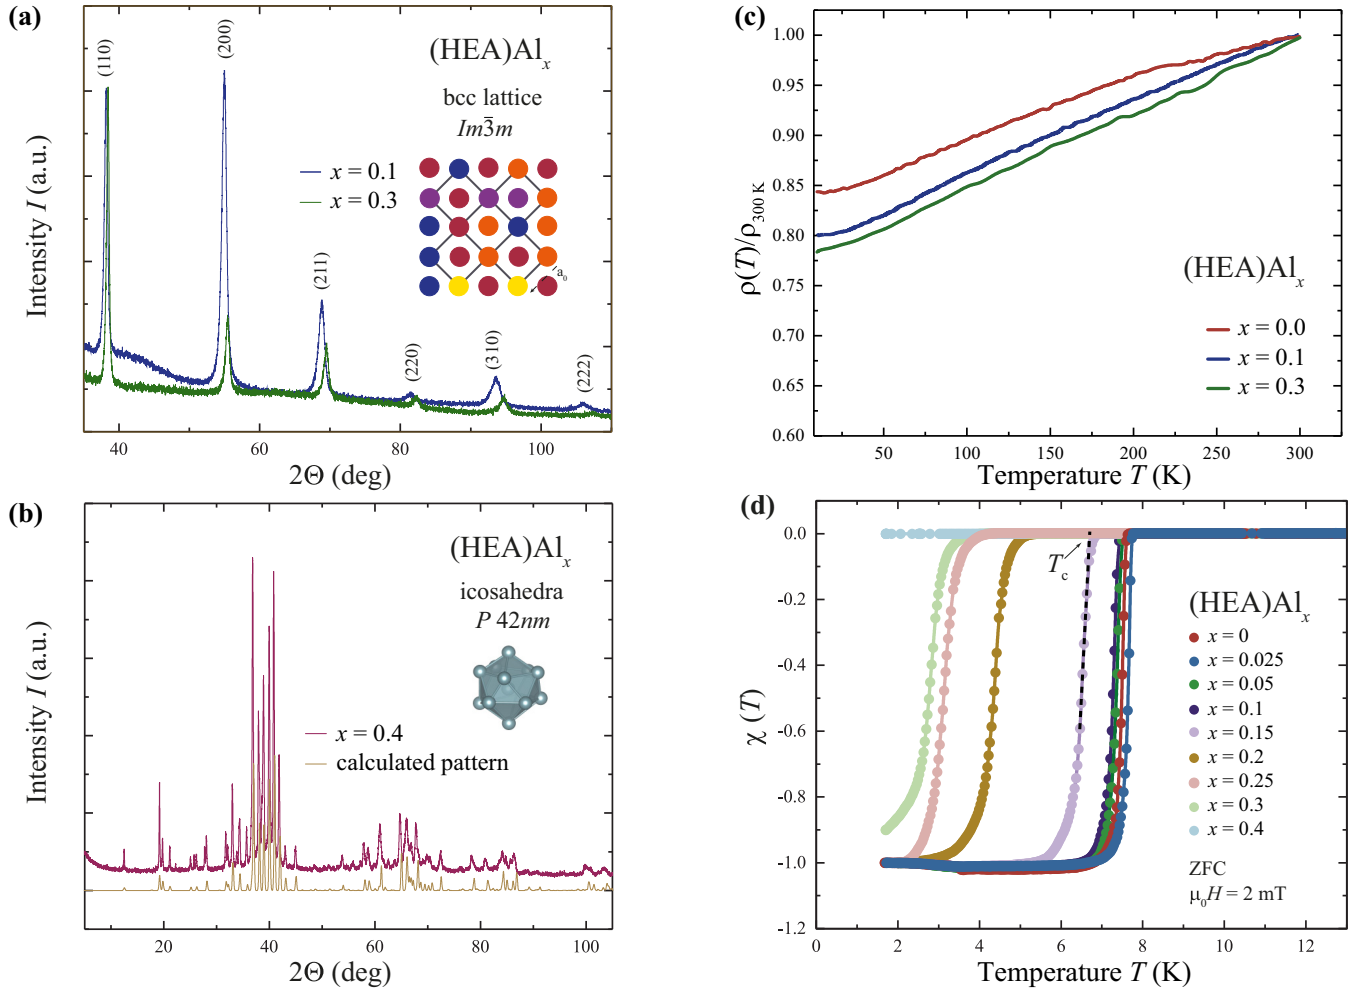 (a)
(HEA)Alₓ
bcc lattice
Im3̄m
x = 0.1
x = 0.3
a₀
(110)
(200)
(211)
(220)
(310)
(222)
Intensity I (a.u.)
40
60
80
100
2Θ (deg)
(b)
(HEA)Alₓ
icosahedra
P 42nm
x = 0.4
calculated pattern
Intensity I (a.u.)
20
40
60
80
100
2Θ (deg)
(c)
1.00
0.95
0.90
0.85
0.80
0.75
0.70
0.65
0.60
ρ(T)/ρ300 K
(HEA)Alₓ
x = 0.0
x = 0.1
x = 0.3
50
100
150
200
250
300
Temperature T (K)
(d)
0.0
-0.2
-0.4
-0.6
-0.8
-1.0
-1.2
χ (T)
Tc
(HEA)Alₓ
x = 0
x = 0.025
x = 0.05
x = 0.1
x = 0.15
x = 0.2
x = 0.25
x = 0.3
x = 0.4
ZFC
μ₀H = 2 mT
0
2
4
6
8
10
12
Temperature T (K)